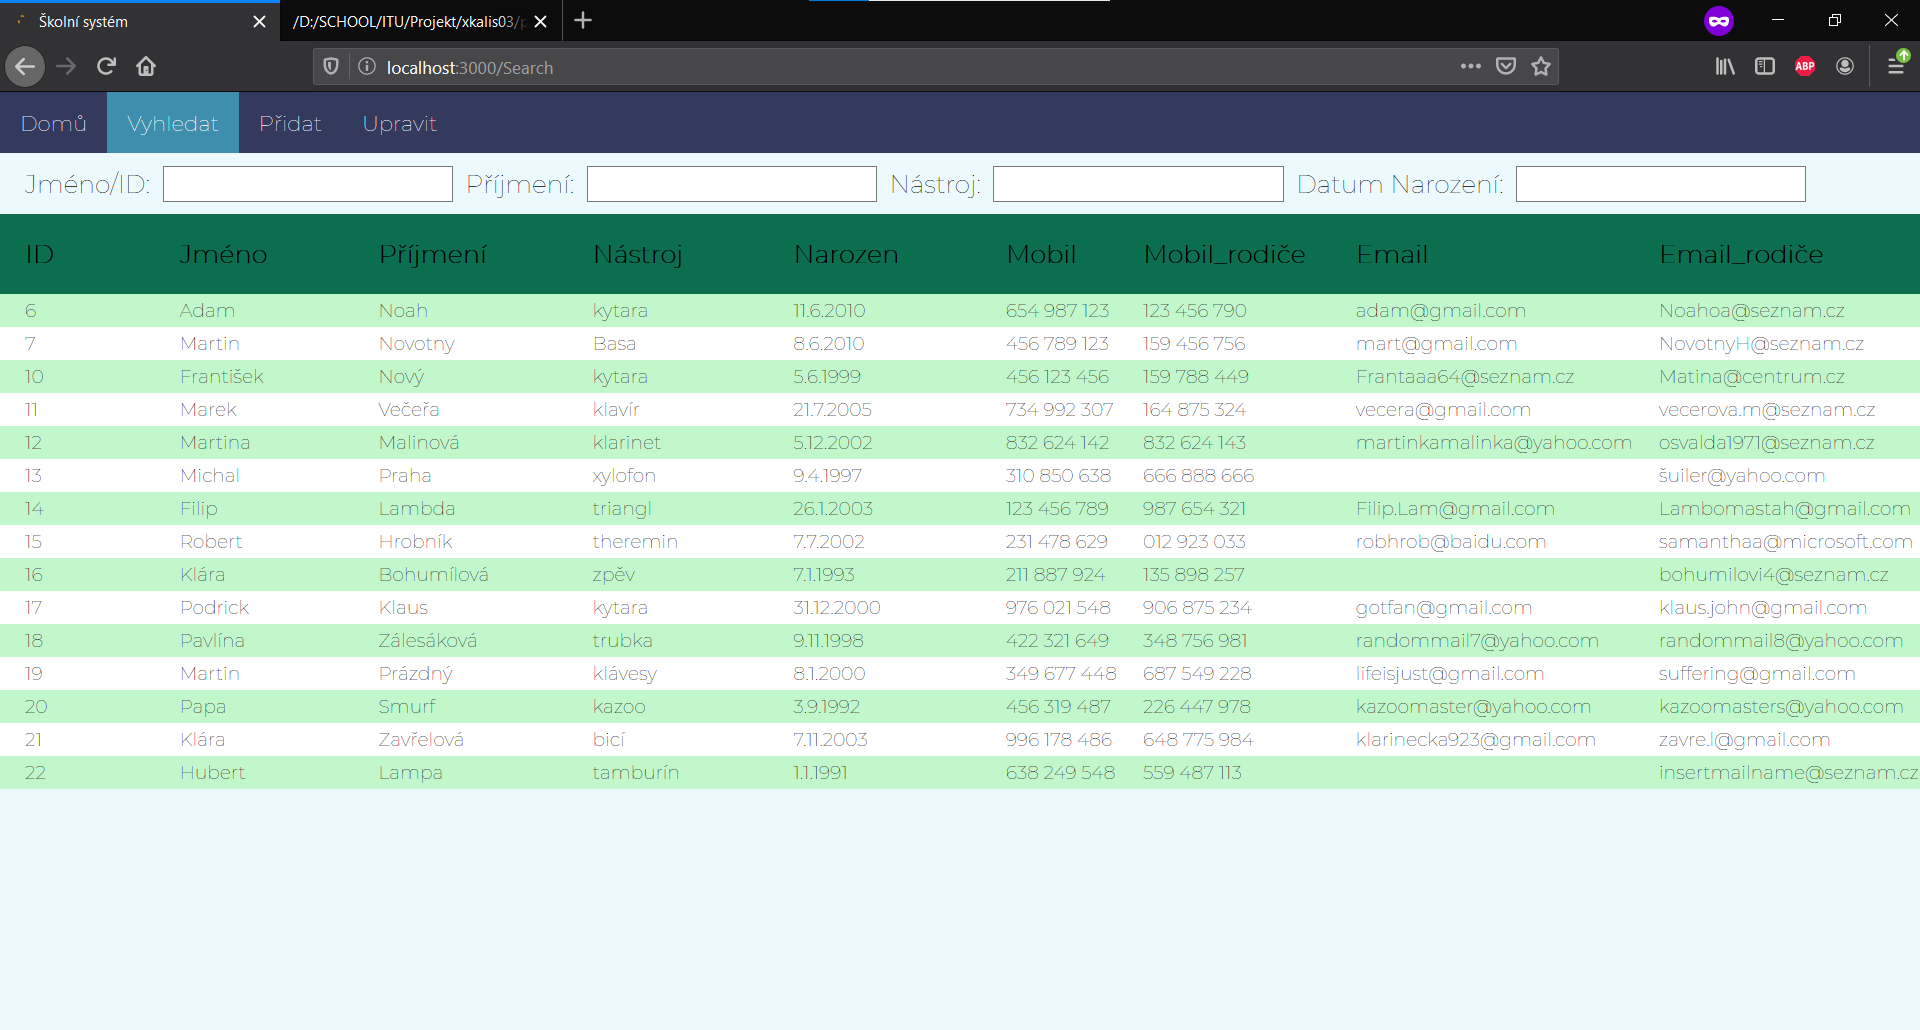 Školní systém
/D:/SCHOOL/ITU/Projekt/xkalis03/p
localhost:3000/Search
ABP
Domů Vyhledat Přidat Upravit
Jméno/ID: Příjmení: Nástroj: Datum Narození:
ID Jméno Příjmení Nástroj Narozen Mobil Mobil_rodiče Email Email_rodiče
6 Adam Noah kytara 11.6.2010 654 987 123 123 456 790 adam@gmail.com Noahoa@seznam.cz
7 Martin Novotny Basa 8.6.2010 456 789 123 159 456 756 mart@gmail.com NovotnyH@seznam.cz
10 František Nový kytara 5.6.1999 456 123 456 159 788 449 Frantaaa64@seznam.cz Matina@centrum.cz
11 Marek Večeřa klavír 21.7.2005 734 992 307 164 875 324 vecera@gmail.com vecerova.m@seznam.cz
12 Martina Malinová klarinet 5.12.2002 832 624 142 832 624 143 martinkamalinka@yahoo.com osvalda1971@seznam.cz
13 Michal Praha xylofon 9.4.1997 310 850 638 666 888 666 šuiler@yahoo.com
14 Filip Lambda triangl 26.1.2003 123 456 789 987 654 321 Filip.Lam@gmail.com Lambomastah@gmail.com
15 Robert Hrobník theremin 7.7.2002 231 478 629 012 923 033 robhrob@baidu.com samanthaa@microsoft.com
16 Klára Bohumílová zpěv 7.1.1993 211 887 924 135 898 257 bohumilovi4@seznam.cz
17 Podrick Klaus kytara 31.12.2000 976 021 548 906 875 234 gotfan@gmail.com klaus.john@gmail.com
18 Pavlína Zálesáková trubka 9.11.1998 422 321 649 348 756 981 randommail7@yahoo.com randommail8@yahoo.com
19 Martin Prázdný klávesy 8.1.2000 349 677 448 687 549 228 lifeisjust@gmail.com suffering@gmail.com
20 Papa Smurf kazoo 3.9.1992 456 319 487 226 447 978 kazoomaster@yahoo.com kazoomasters@yahoo.com
21 Klára Zavřelová bicí 7.11.2003 996 178 486 648 775 984 klarinecka923@gmail.com zavre.l@gmail.com
22 Hubert Lampa tamburín 1.1.1991 638 249 548 559 487 113 insertmailname@seznam.cz